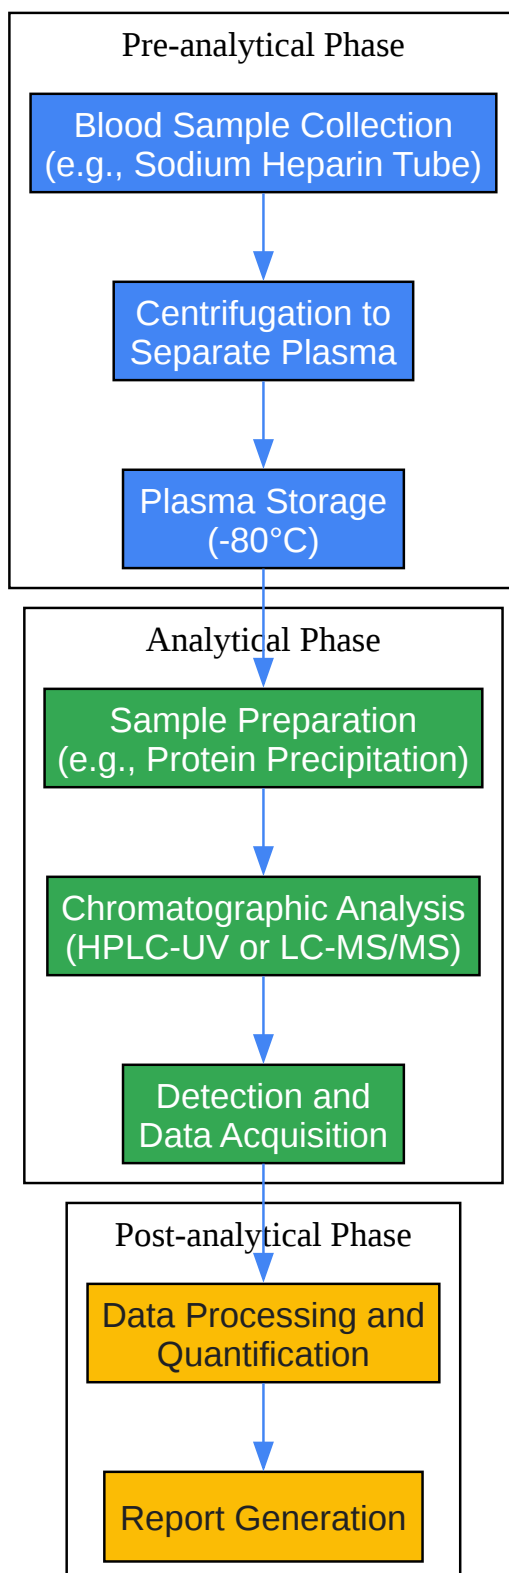 Pre-analytical Phase
Blood Sample Collection
(e.g., Sodium Heparin Tube)
Centrifugation to
Separate Plasma
Plasma Storage
(-80°C)
Analytical Phase
Sample Preparation
(e.g., Protein Precipitation)
Chromatographic Analysis
(HPLC-UV or LC-MS/MS)
Detection and
Data Acquisition
Post-analytical Phase
Data Processing and
Quantification
Report Generation